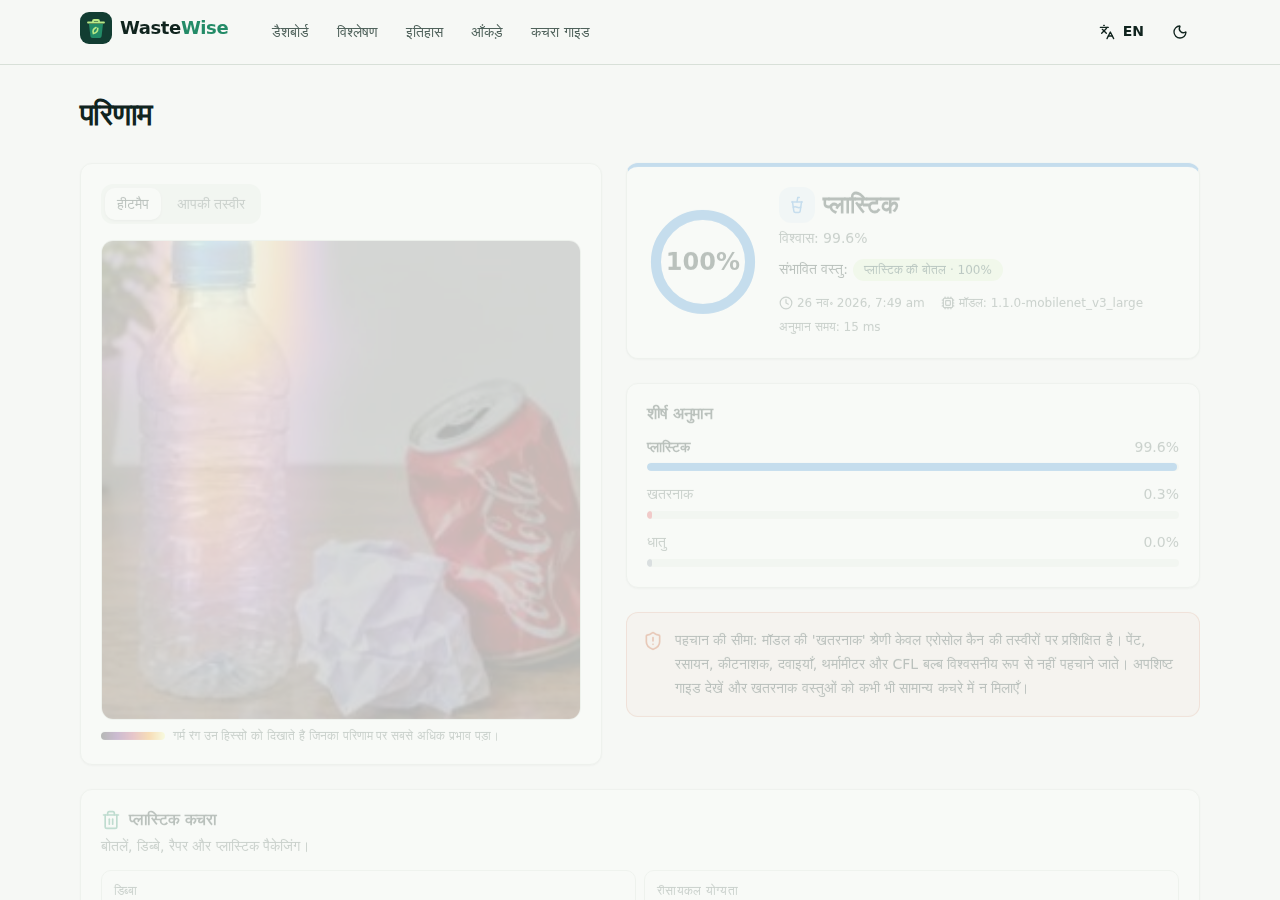 WasteWise
डैशबोर्ड
विश्लेषण
इतिहास
आँकड़े
कचरा गाइड
EN
परिणाम
हीटमैप
आपकी तस्वीर
Coca-Cola
गर्म रंग उन हिस्सों को दिखाते हैं जिनका परिणाम पर सबसे अधिक प्रभाव पड़ा।
100%
प्लास्टिक
विश्वास: 99.6%
संभावित वस्तु: प्लास्टिक की बोतल · 100%
26 नव॰ 2026, 7:49 am मॉडल: 1.1.0-mobilenet_v3_large
अनुमान समय: 15 ms
शीर्ष अनुमान
प्लास्टिक 99.6%
खतरनाक 0.3%
धातु 0.0%
पहचान की सीमा: मॉडल की 'खतरनाक' श्रेणी केवल एरोसोल कैन की तस्वीरों पर प्रशिक्षित है। पेंट,
रसायन, कीटनाशक, दवाइयाँ, थर्मामीटर और CFL बल्ब विश्वसनीय रूप से नहीं पहचाने जाते। अपशिष्ट
गाइड देखें और खतरनाक वस्तुओं को कभी भी सामान्य कचरे में न मिलाएँ।
प्लास्टिक कचरा
बोतलें, डिब्बे, रैपर और प्लास्टिक पैकेजिंग।
डिब्बा
रीसायकल योग्यता